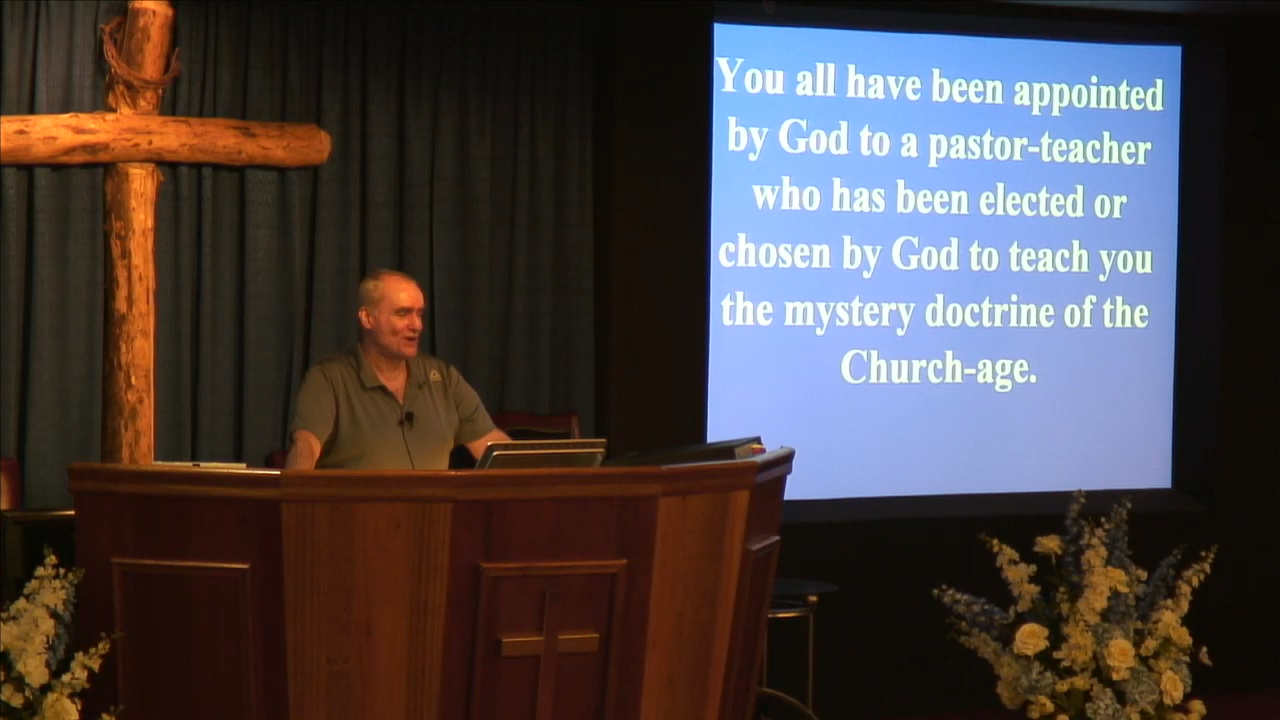 You all have been appointed
by God to a pastor-teacher
who has been elected or
chosen by God to teach you
the mystery doctrine of the
Church-age.